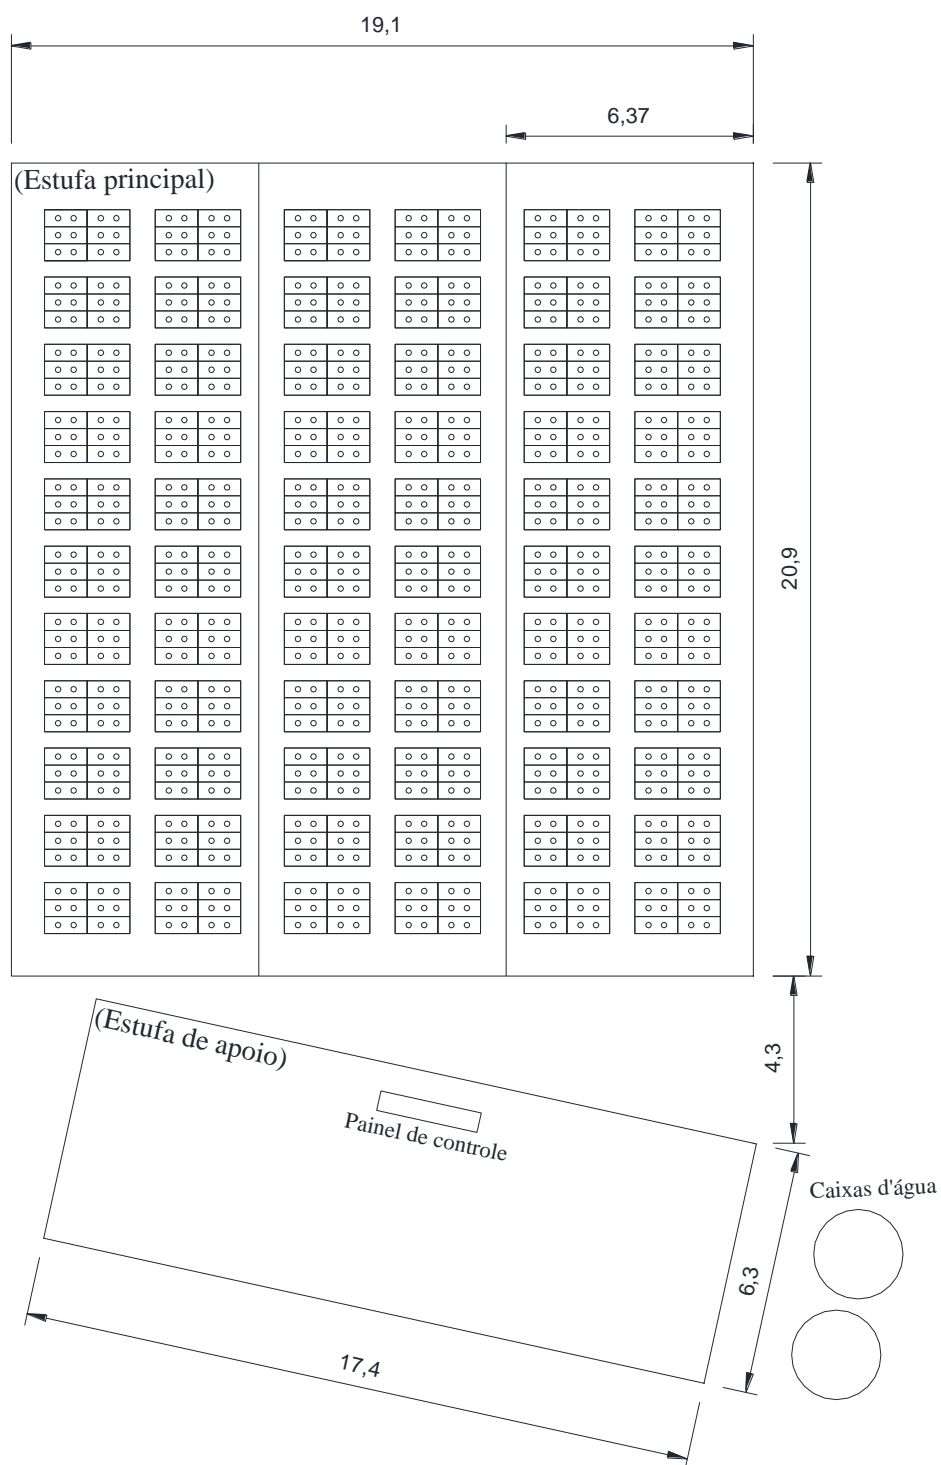 19,1
6,37
(Estufa principal)
20,9
4,3
(Estufa de apoio)
Painel de controle
Caixas d'água
6,3
17,4